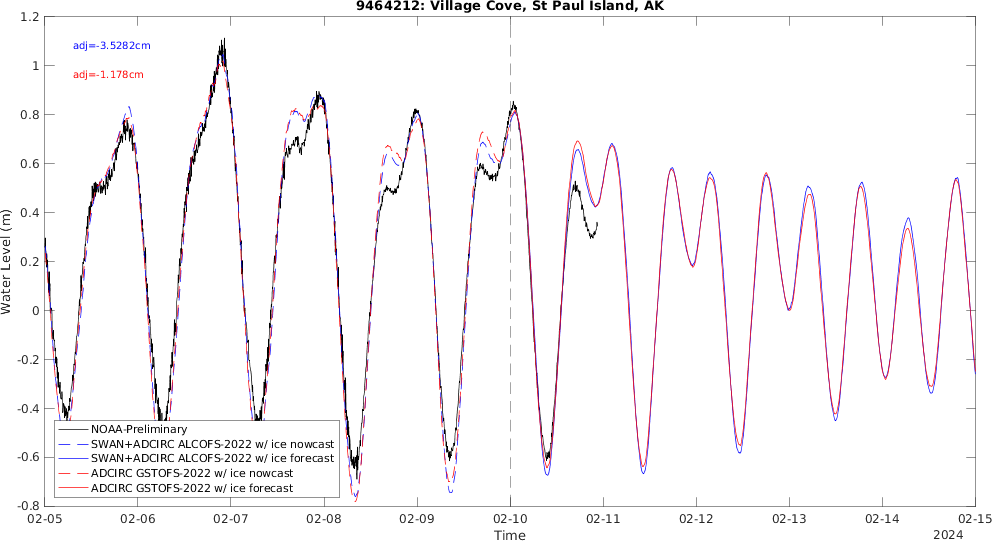 9464212: Village Cove, St Paul Island, AK
1.2
1
0.8
0.6
0.4
0.2
0
-0.2
-0.4
-0.6
-0.8
Water Level (m)
adj=-3.5282cm
adj=-1.178cm
NOAA-Preliminary
SWAN+ADCIRC ALCOFS-2022 w/ ice nowcast
SWAN+ADCIRC ALCOFS-2022 w/ ice forecast
ADCIRC GSTOFS-2022 w/ ice nowcast
ADCIRC GSTOFS-2022 w/ ice forecast
02-05 02-06 02-07 02-08 02-09 02-10 02-11 02-12 02-13 02-14 02-15
Time
2024